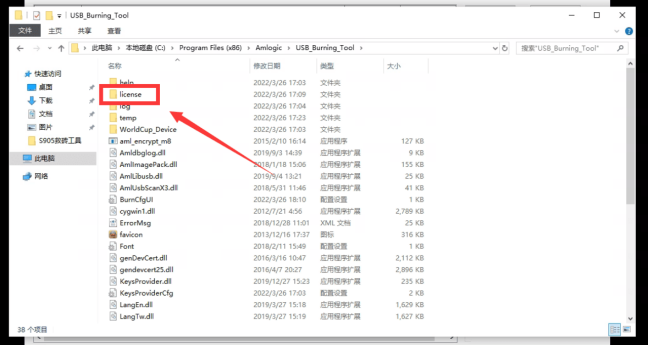 USB_Burning_Tool
文件 主页 共享 查看
此电脑 > 本地磁盘 (C:) > Program Files (x86) > Amlogic > USB_Burning_Tool >
搜索"USB_Burning_Tool"
名称 修改日期 类型 大小
快速访问
桌面
下载
文档
图片
S905救砖工具
此电脑
网络
help 2022/3/26 17:03 文件夹
license 2022/3/26 17:09 文件夹
log 2022/3/26 17:04 文件夹
temp 2022/3/26 17:23 文件夹
WorldCup_Device 2022/3/26 17:03 文件夹
aml_encrypt_m8 2015/2/10 16:14 应用程序 127 KB
Amldbglog.dll 2019/9/3 14:39 应用程序扩展 9 KB
AmlImagePack.dll 2018/1/18 15:06 应用程序扩展 155 KB
AmlLibusb.dll 2019/9/4 13:21 应用程序扩展 25 KB
AmlUsbScanX3.dll 2018/5/31 11:46 应用程序扩展 41 KB
BurnCfgUI 2022/3/26 18:10 配置设置 1 KB
cygwin1.dll 2012/7/21 4:56 应用程序扩展 2,789 KB
ErrorMsg 2018/12/28 11:01 XML 文档 25 KB
favicon 2013/12/16 17:37 图标 316 KB
Font 2018/2/11 15:49 配置设置 1 KB
genDevCert.dll 2016/3/16 10:47 应用程序扩展 2,112 KB
gendevcert25.dll 2016/4/7 20:27 应用程序扩展 2,896 KB
KeysProvider.dll 2019/12/27 15:23 应用程序扩展 235 KB
KeysProviderCfg 2022/3/26 17:03 配置设置 2 KB
LangEn.dll 2019/3/27 15:18 应用程序扩展 1,629 KB
LangTw.dll 2019/3/27 15:19 应用程序扩展 1,629 KB
38 个项目